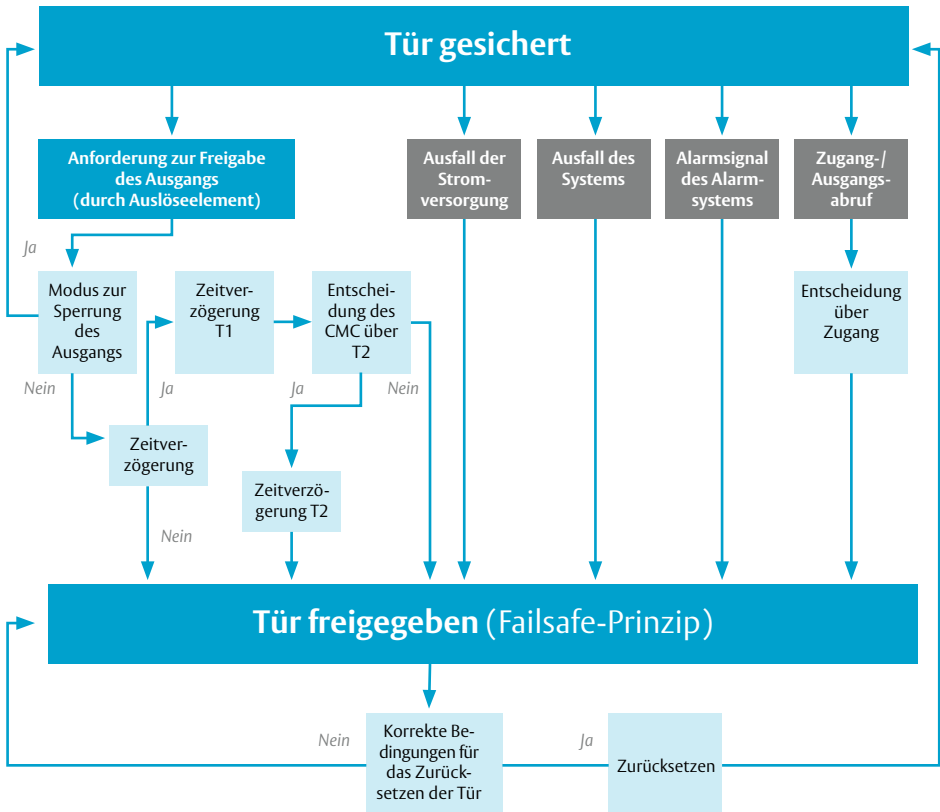 Tür gesichert
Anforderung zur Freigabe
des Ausgangs
(durch Auslöseelement)
Ausfall der
Strom-
versorgung
Ausfall des
Systems
Alarmsignal
des Alarm-
systems
Zugang-/
Ausgangs-
abruf
Ja
Modus zur
Sperrung
des
Ausgangs
Zeitver-
zögerung
T1
Entschei-
dung des
CMC über
T2
Entscheidung
über
Zugang
Nein
Ja
Ja
Nein
Zeitver-
zögerung
Zeitverzö-
gerung T2
Nein
Tür freigegeben (Failsafe-Prinzip)
Nein
Korrekte Be-
dingungen für
das Zurück-
setzen der Tür
Ja
Zurücksetzen